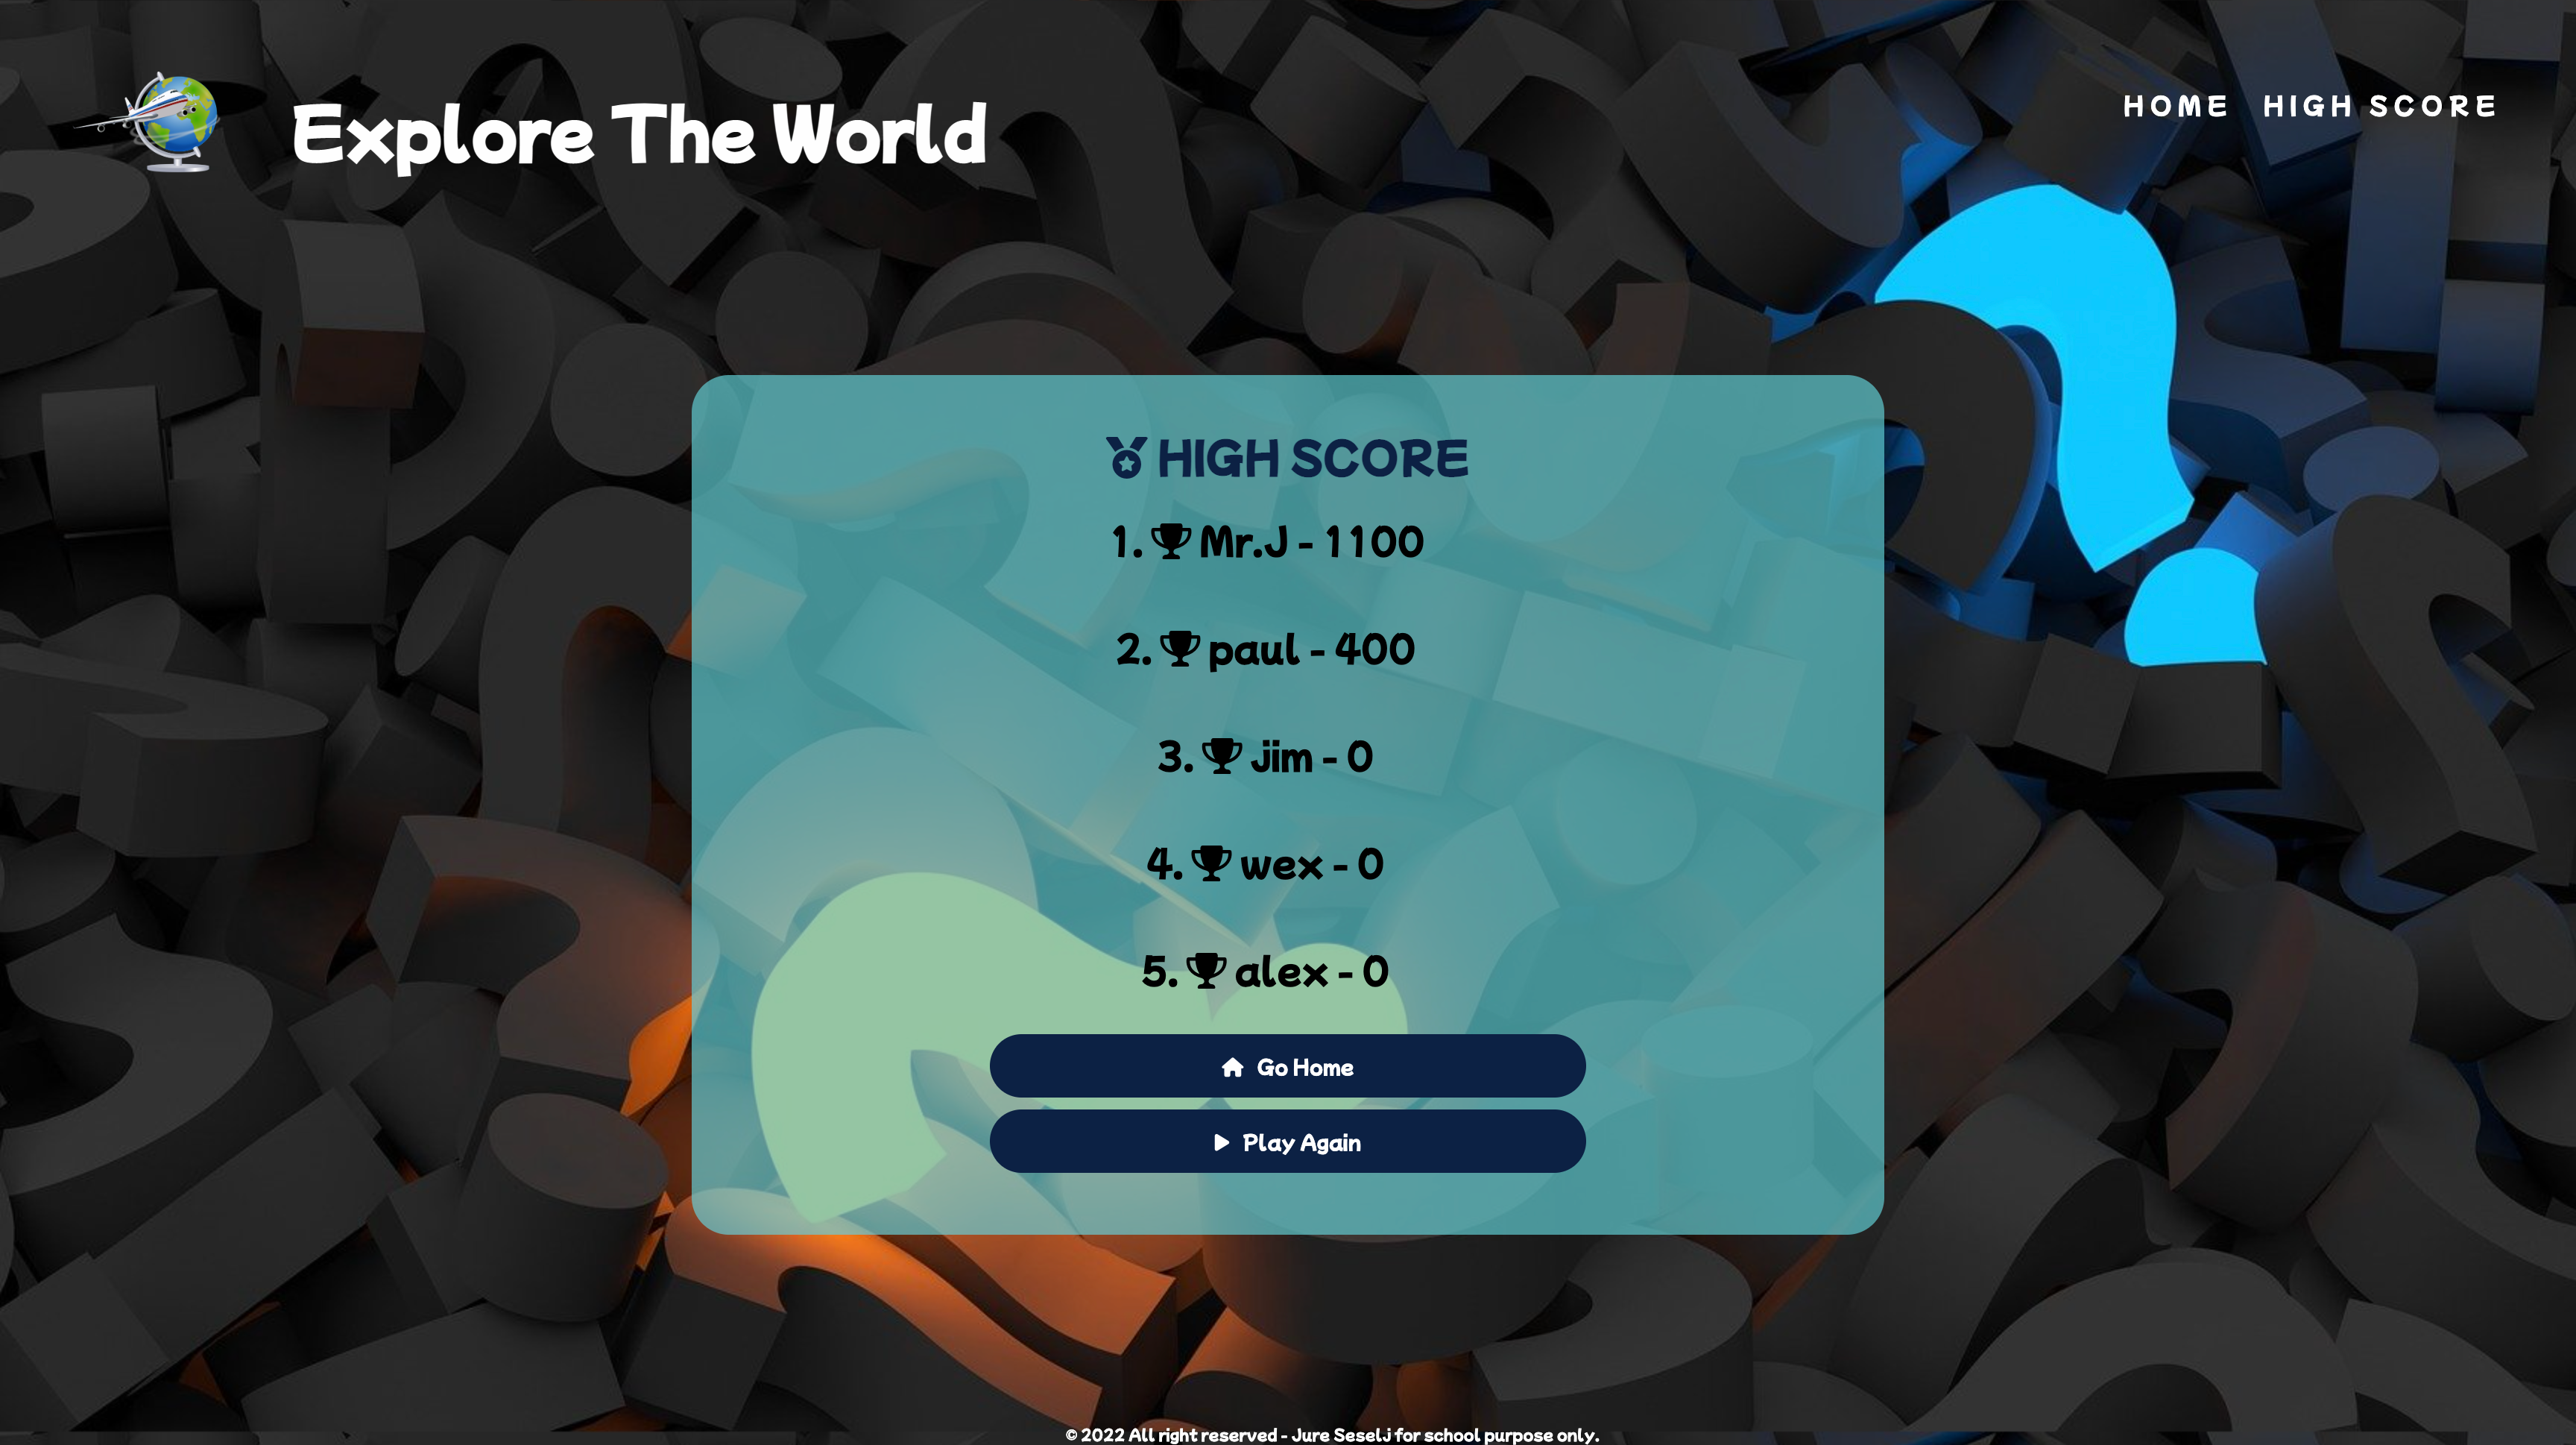 Explore The World
HOME HIGH SCORE
HIGH SCORE
1. Mr.J - 1100
2. paul - 400
3. Jim - 0
4. wex - 0
5. alex - 0
Go Home
Play Again
© 2022 All right reserved - Jure Seselj for school purpose only.